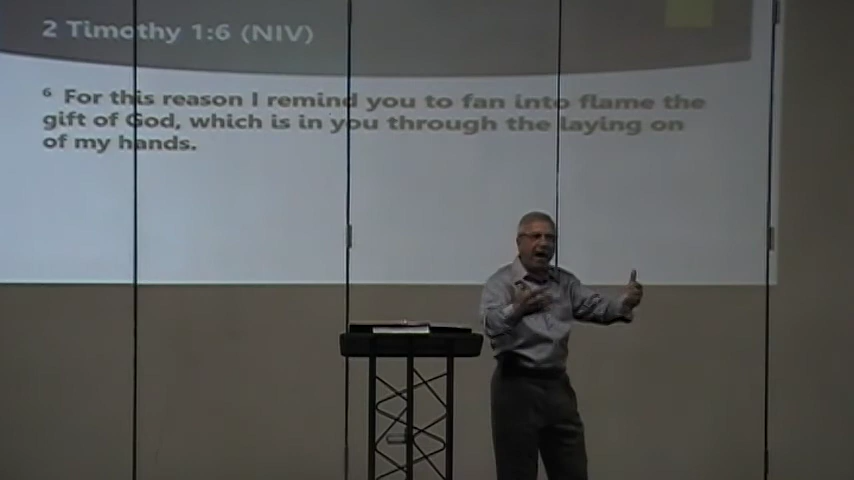 2 Timothy 1:6 (NIV)
6 For this reason I remind you to fan into flame the
gift of God, which is in you through the laying on
of my hands.